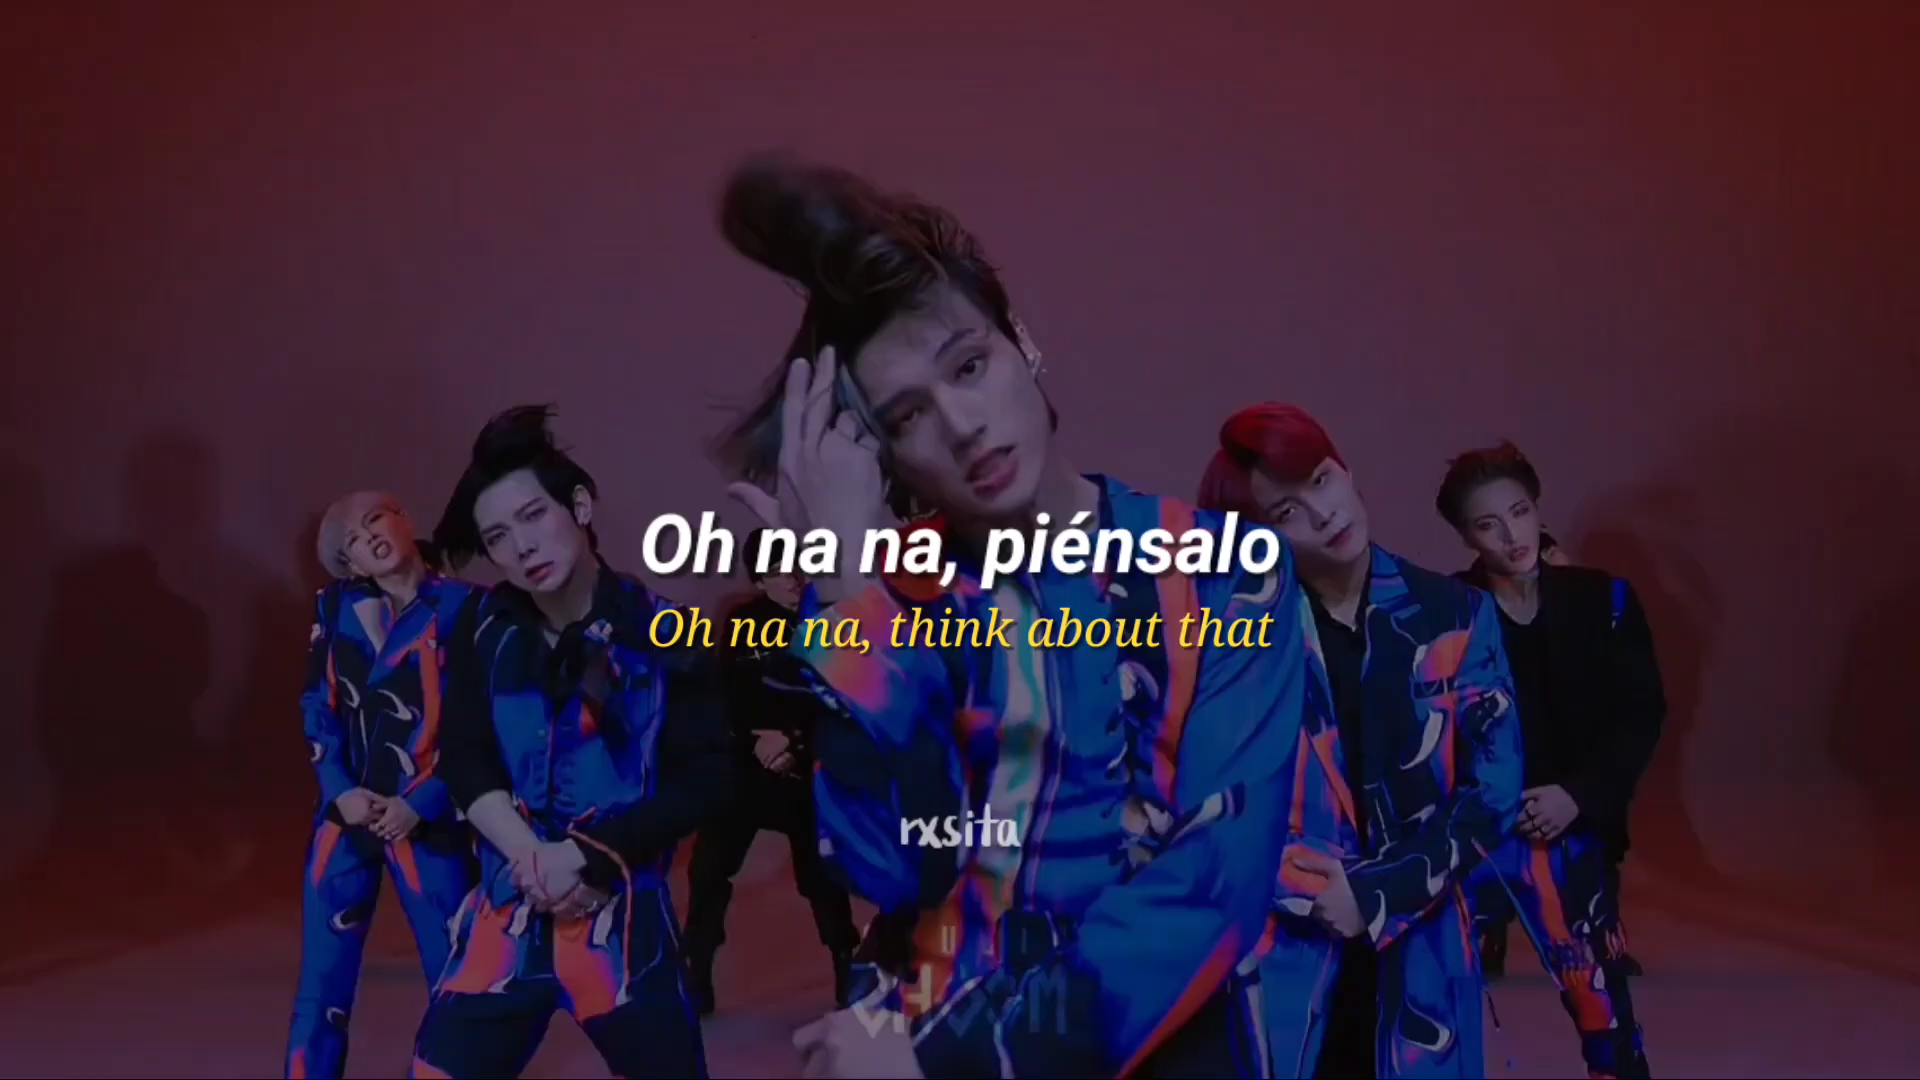 Oh na na, piénsalo
Oh na na, think about that
rxsita